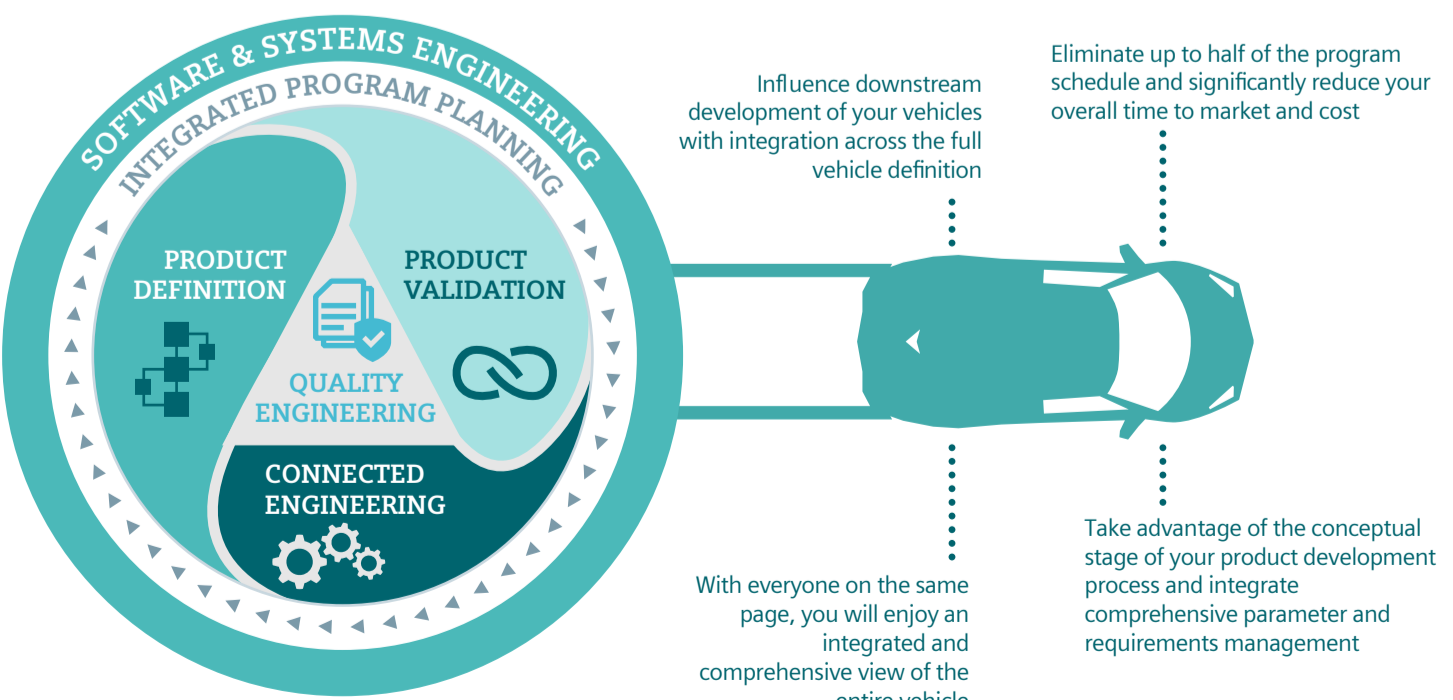 SOFTWARE & SYSTEMS ENGINEERING
INTEGRATED PROGRAM PLANNING
PRODUCT
DEFINITION
PRODUCT
VALIDATION
QUALITY
ENGINEERING
CONNECTED
ENGINEERING
Influence downstream
development of your vehicles
with integration across the full
vehicle definition
Eliminate up to half of the program
schedule and significantly reduce your
overall time to market and cost
With everyone on the same
page, you will enjoy an
integrated and
comprehensive view of the
entire vehicle
Take advantage of the conceptual
stage of your product development
process and integrate
comprehensive parameter and
requirements management